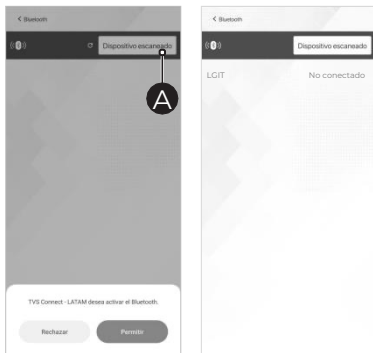 < Bluetooth
Dispositivo escaneado
A
TVS Connect - LATAM desea activar el Bluetooth.
Rechazar
Permitir
< Bluetooth
Dispositivo escaneado
LGIT No conectado